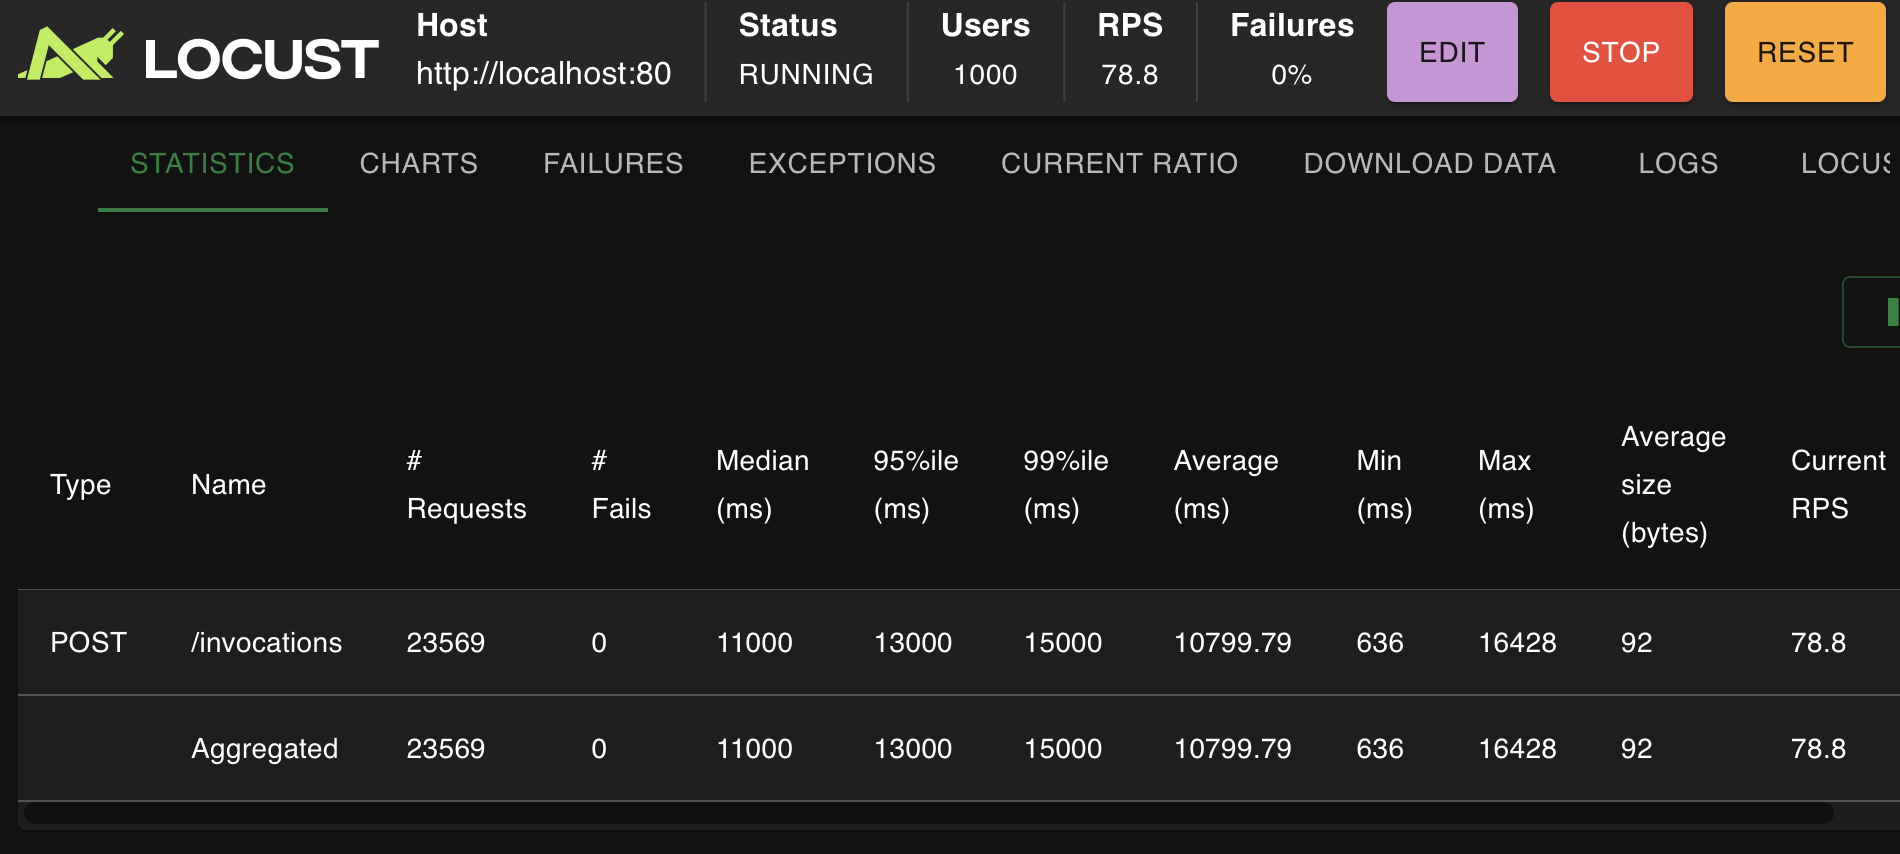 LOCUST
Host
http://localhost:80
Status
RUNNING
Users
1000
RPS
78.8
Failures
0%
EDIT
STOP
RESET
STATISTICS CHARTS FAILURES EXCEPTIONS CURRENT RATIO DOWNLOAD DATA LOGS LOCUS
Type
Name
#
Requests
#
Fails
Median
(ms)
95%ile
(ms)
99%ile
(ms)
Average
(ms)
Min
(ms)
Max
(ms)
Average
size
(bytes)
Current
RPS
POST /invocations 23569 0 11000 13000 15000 10799.79 636 16428 92 78.8
Aggregated 23569 0 11000 13000 15000 10799.79 636 16428 92 78.8